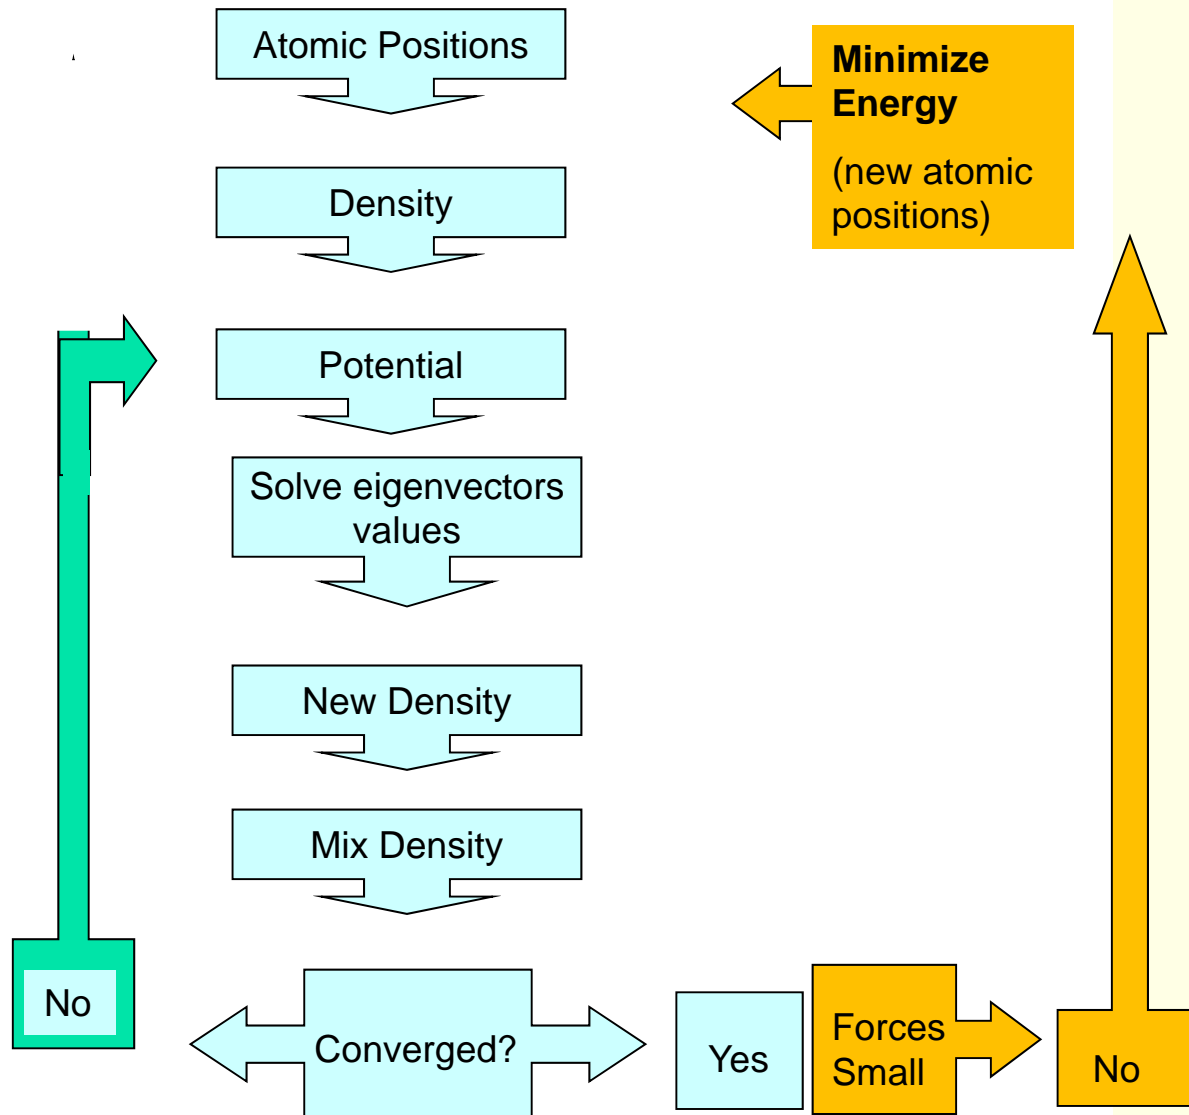 Atomic Positions
Minimize
Energy
(new atomic
positions)
Density
Potential
Solve eigenvectors
values
New Density
Mix Density
No
Converged?
Yes
Forces
Small
No